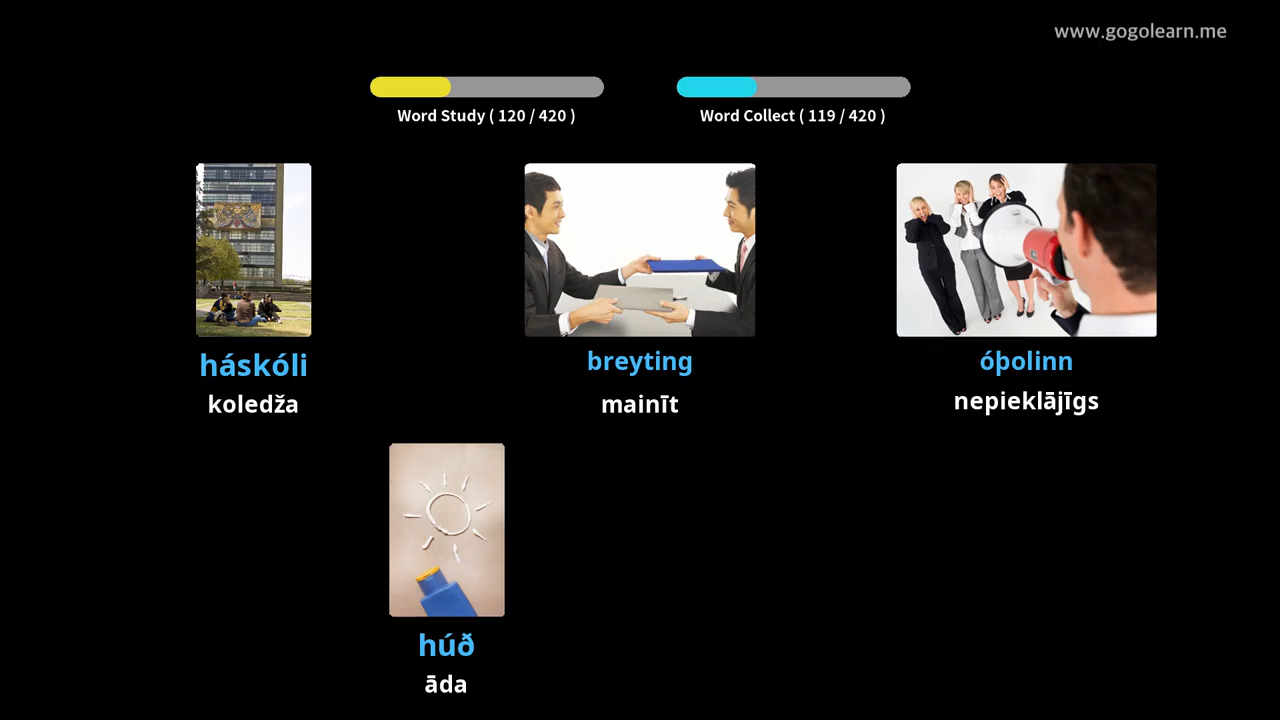 www.gogolearn.me
Word Study ( 120 / 420 )
Word Collect ( 119 / 420 )
háskóli
koledža
breyting
mainīt
óþolinn
nepieklājīgs
húð
āda